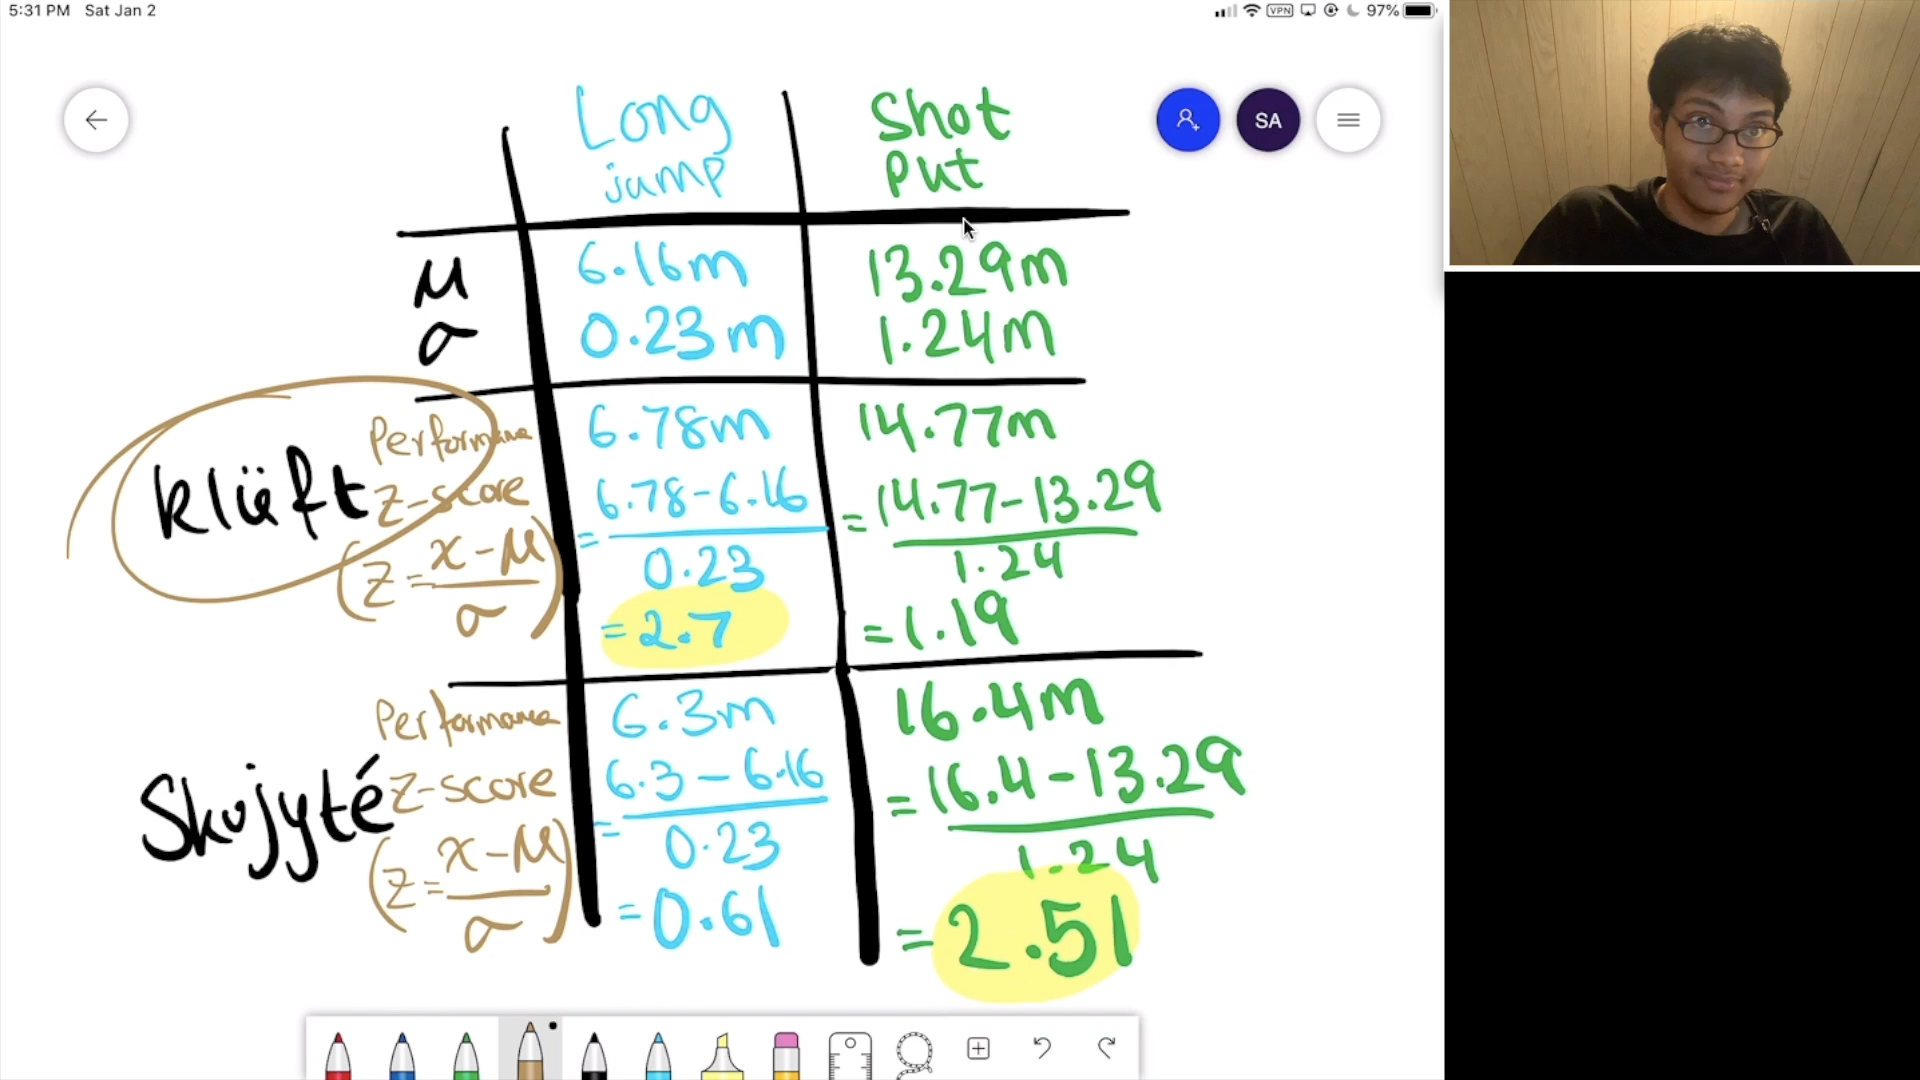 5:31 PM Sat Jan 2
VPN 97%
SA
Long
jump
Shot
Put
μ 6.16m 13.29m
σ 0.23m 1.24m
Klüft
Performance 6.78m 14.77m
z-score
(z = x-μ / σ)
= 6.78-6.16 / 0.23
= 2.7
= 14.77-13.29 / 1.24
= 1.19
Skujyté
Performance 6.3m 16.4m
z-score
(z = x-μ / σ)
= 6.3-6.16 / 0.23
= 0.61
= 16.4-13.29 / 1.24
= 2.51